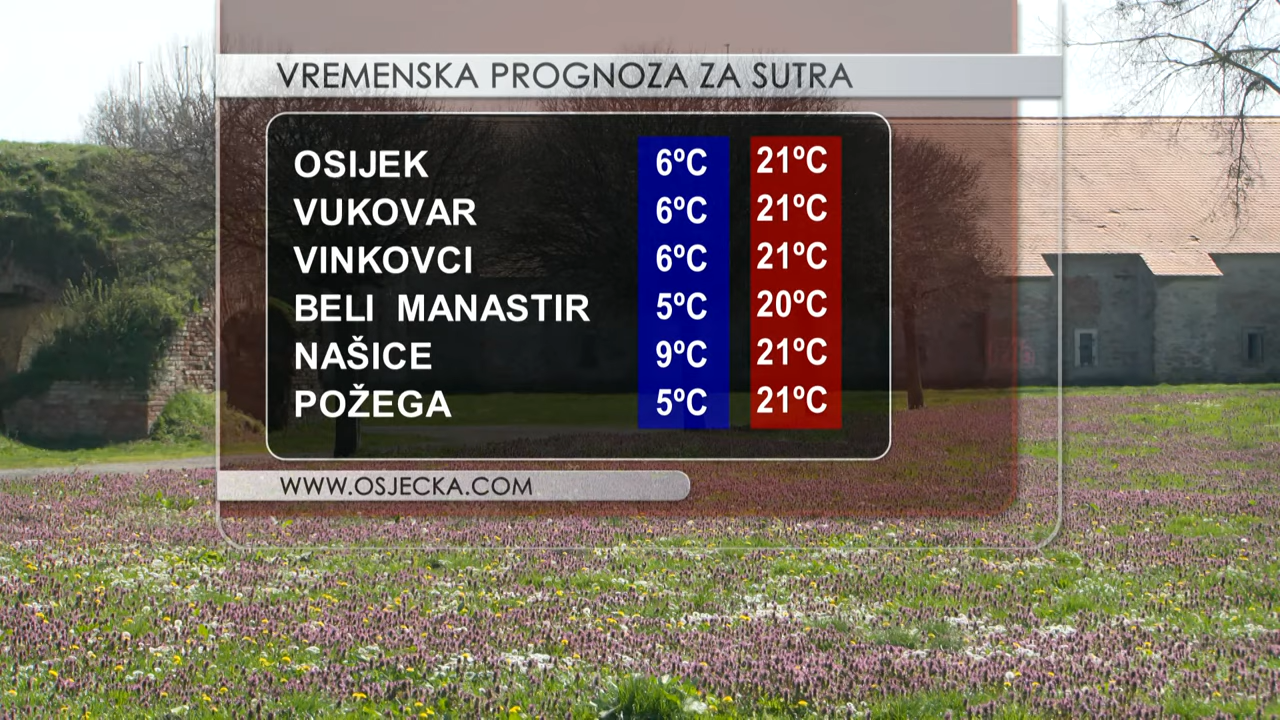 VREMENSKA PROGNOZA ZA SUTRA
OSIJEK 6ºC 21ºC
VUKOVAR 6ºC 21ºC
VINKOVCI 6ºC 21ºC
BELI MANASTIR 5ºC 20ºC
NAŠICE 9ºC 21ºC
POŽEGA 5ºC 21ºC
WWW.OSJECKA.COM